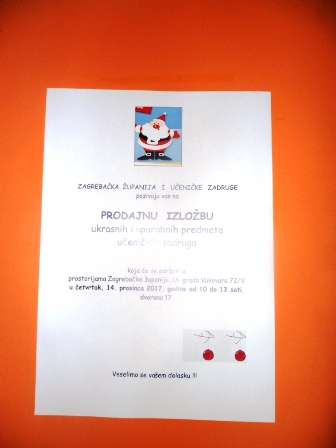 ZAGREBAČKA ŽUPANIJA I UČENIČKE ZADRUGE
pozivaju vas na
PRODAJNU IZLOŽBU
ukrasnih i uporabnih predmeta
učeničkih zadruga
koja će se održati u
prostorijama Zagrebačke županije, Ul. grada Vukovara 72/V
u četvrtak, 14. prosinca 2017. godine od 10 do 13 sati,
dvorana 17
Veselimo se vašem dolasku !!!